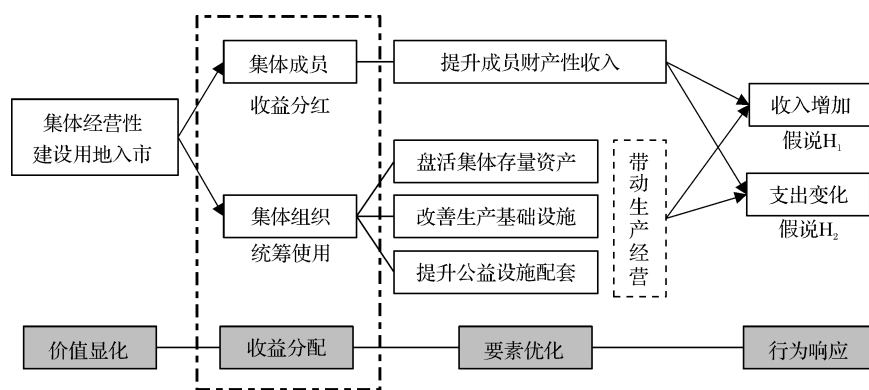 集体经营性
建设用地入市
集体成员
收益分红
集体组织
统筹使用
提升成员财产性收入
盘活集体存量资产
改善生产基础设施
提升公益设施配套
带动生产经营
收入增加
假说H₁
支出变化
假说H₂
价值显化
收益分配
要素优化
行为响应